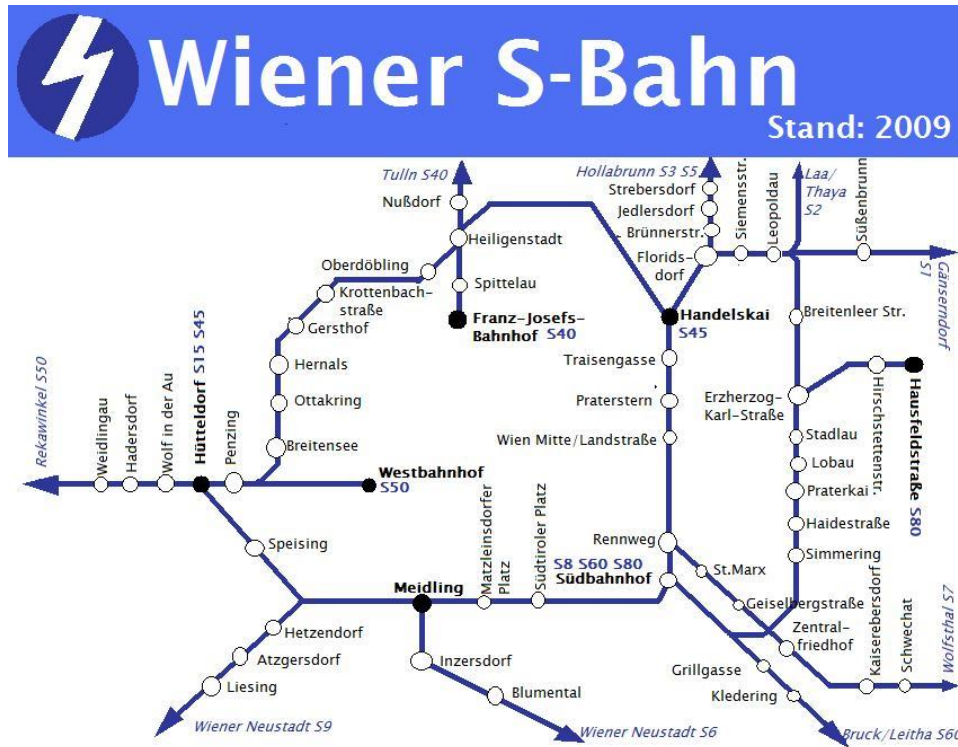 Wiener S-Bahn
Stand: 2009
Tulln S40
Hollabrunn S3 S5
Laa/
Thaya
S2
Nußdorf
Strebersdorf
Jedlersdorf
Brünnerstr.
Siemensstr.
Leopoldau
Süßenbrunn
Heiligenstadt
Florids-
dorf
Gänserndorf
S1
Oberdöbling
Krottenbach-
straße
Spittelau
Gersthof
Franz-Josefs-
Bahnhof S40
Handelskai
S45
Breitenleer Str.
Hernals
Traisengasse
Ottakring
Praterstern
Erzherzog-
Karl-Straße
Hirschstettenstr.
Hausfeldstraße S80
Breitensee
Wien Mitte/Landstraße
Stadlau
Lobau
Praterkai
Haidestraße
Simmering
Rekawinkel S50
Weidlingau
Hadersdorf
Wolf in der Au
Hütteldorf S15 S45
Penzing
Westbahnhof
S50
Speising
Meidling
Matzleinsdorfer
Platz
Südtiroler Platz
Rennweg
S8 S60 S80
Südbahnhof
St.Marx
Geiselbergstraße
Zentral-
friedhof
Kaiserebersdorf
Schwechat
Wolfsthal S7
Hetzendorf
Atzgersdorf
Liesing
Inzersdorf
Blumental
Grillgasse
Kledering
Wiener Neustadt S9
Wiener Neustadt S6
Bruck/Leitha S60